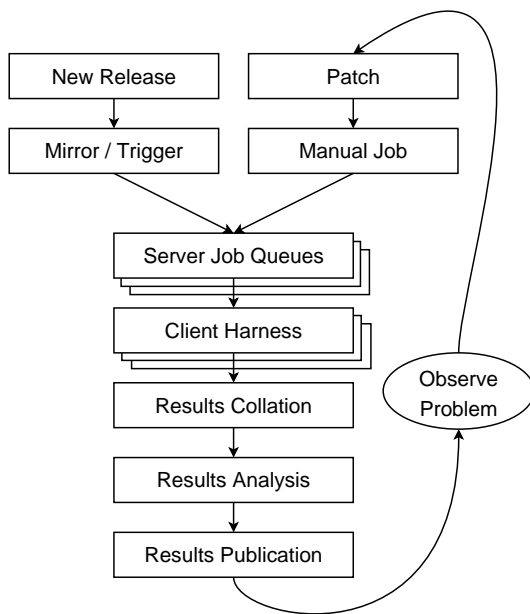 New Release
Patch
Mirror / Trigger
Manual Job
Server Job Queues
Client Harness
Observe
Problem
Results Collation
Results Analysis
Results Publication